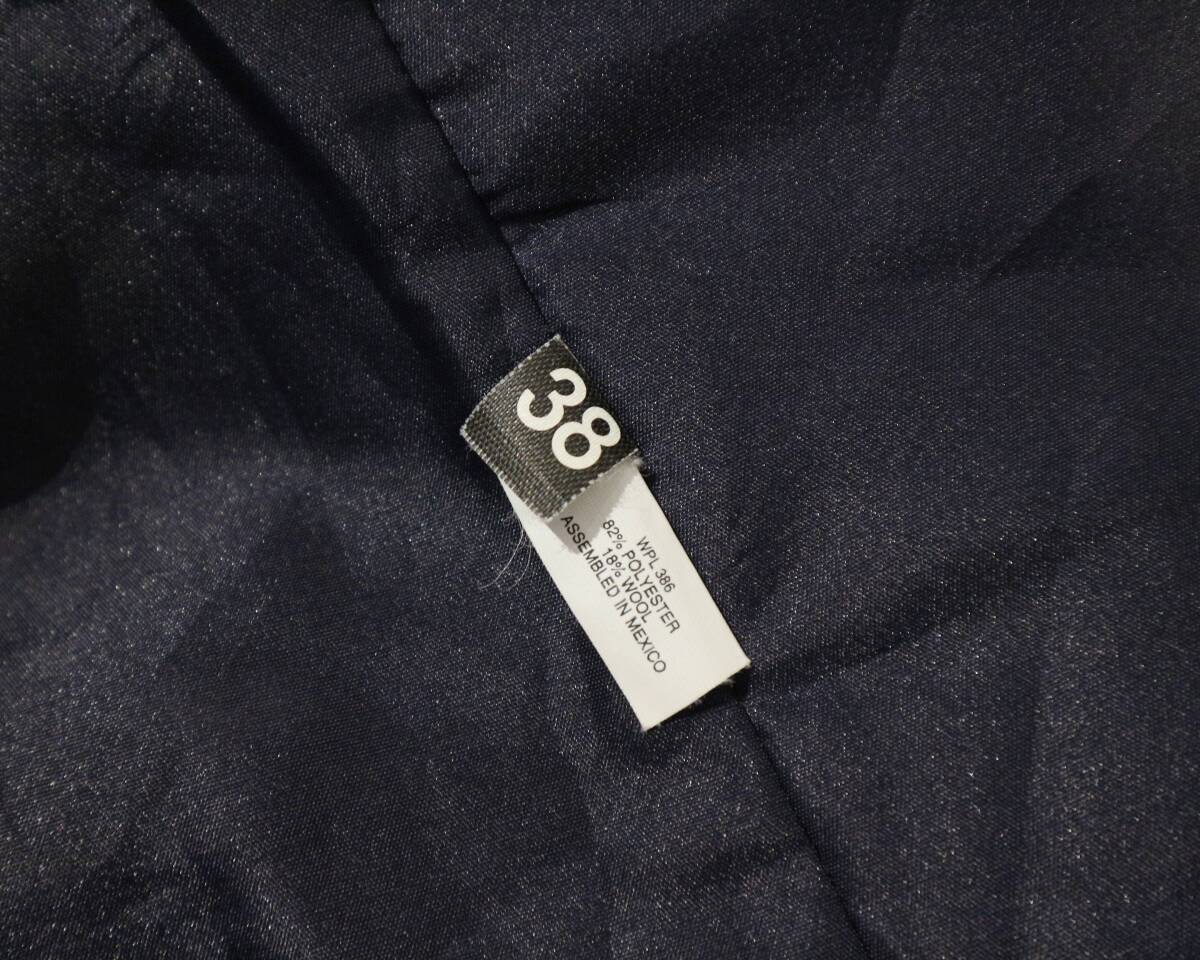 38
WPL 386
82% POLYESTER
18% WOOL
ASSEMBLED IN MEXICO